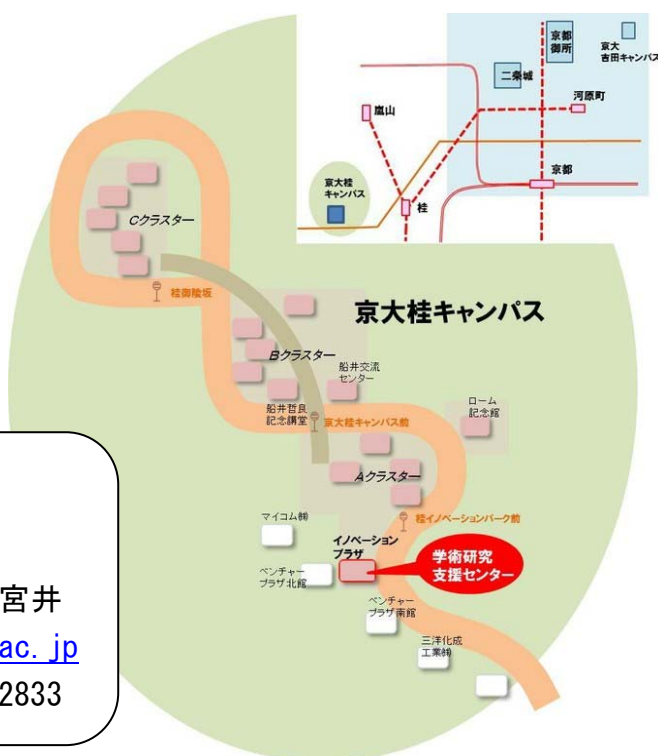 京都
御所
京大
吉田キャンパス
二条城
河原町
嵐山
京都
京大桂
キャンパス
桂
Cクラスター
桂御陵坂
京大桂キャンパス
Bクラスター
船井交流
センター
船井哲良
記念講堂
京大桂キャンパス前
ローム
記念館
Aクラスター
マイコム㈱
桂イノベーションパーク前
イノベーション
プラザ
学術研究
支援センター
ベンチャー
プラザ北館
ベンチャー
プラザ南館
三洋化成
工業㈱
宮井
ac. jp
2833